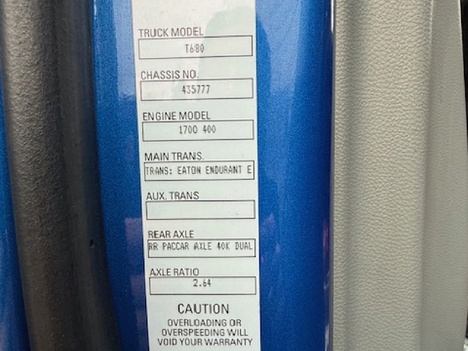 TRUCK MODEL
T680
CHASSIS NO.
435777
ENGINE MODEL
1700 400
MAIN TRANS.
TRANS: EATON ENDURANT E
AUX. TRANS
REAR AXLE
RR PACCAR AXLE 40K DUAL
AXLE RATIO
2.64
CAUTION
OVERLOADING OR
OVERSPEEDING WILL
VOID YOUR WARRANTY